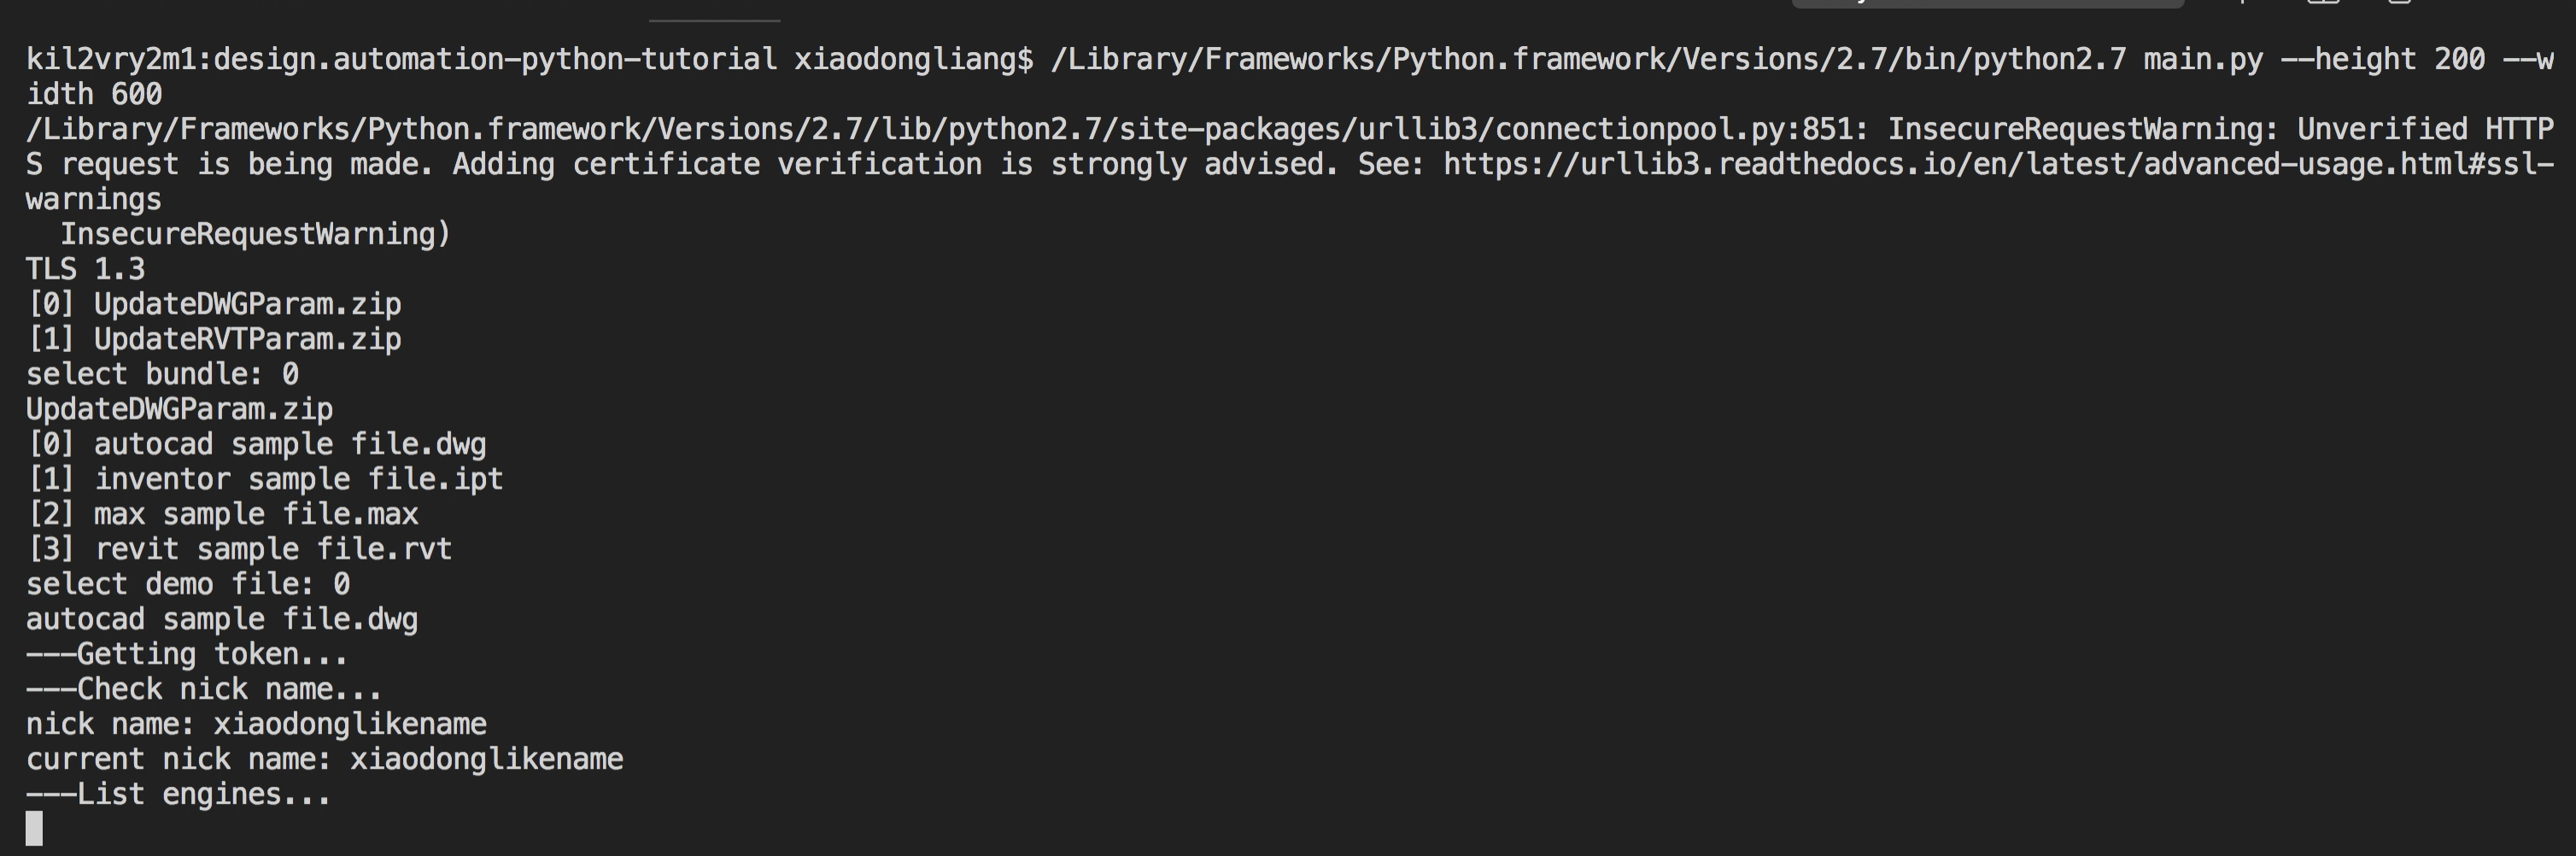 kil2vry2m1:design.automation-python-tutorial xiaodongliang$ /Library/Frameworks/Python.framework/Versions/2.7/bin/python2.7 main.py --height 200 --w
idth 600
/Library/Frameworks/Python.framework/Versions/2.7/lib/python2.7/site-packages/urllib3/connectionpool.py:851: InsecureRequestWarning: Unverified HTTP
S request is being made. Adding certificate verification is strongly advised. See: https://urllib3.readthedocs.io/en/latest/advanced-usage.html#ssl-
warnings
  InsecureRequestWarning)
TLS 1.3
[0] UpdateDWGParam.zip
[1] UpdateRVTParam.zip
select bundle: 0
UpdateDWGParam.zip
[0] autocad sample file.dwg
[1] inventor sample file.ipt
[2] max sample file.max
[3] revit sample file.rvt
select demo file: 0
autocad sample file.dwg
---Getting token...
---Check nick name...
nick name: xiaodonglikename
current nick name: xiaodonglikename
---List engines...